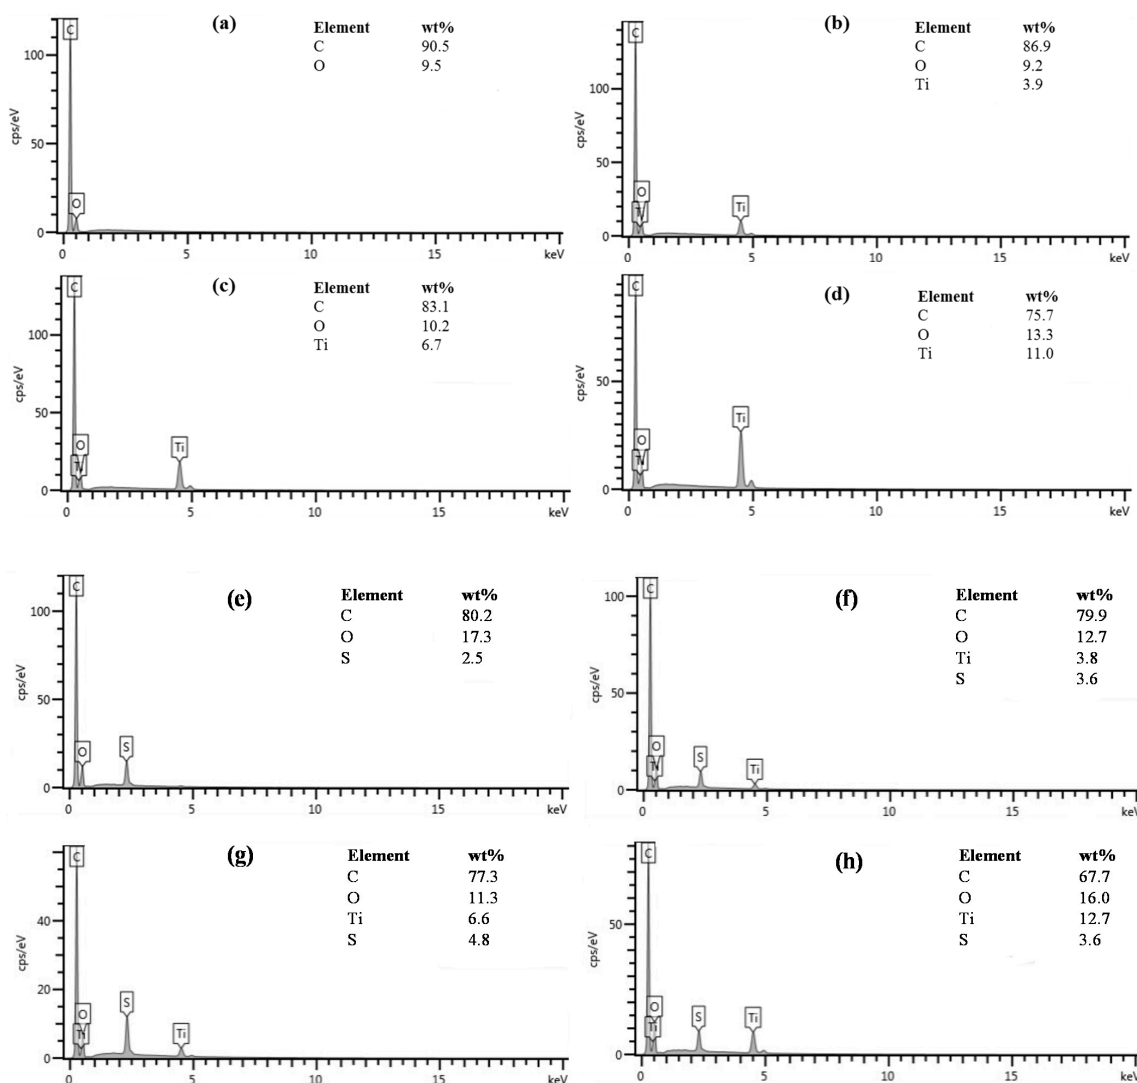 (a)
Element wt%
C 90.5
O 9.5
cps/eV
100
50
0
C
O
0 5 10 15 keV
(b)
Element wt%
C 86.9
O 9.2
Ti 3.9
cps/eV
100
50
0
C
O
Ti
Ti
0 5 10 15 keV
(c)
Element wt%
C 83.1
O 10.2
Ti 6.7
cps/eV
100
50
0
C
O
Ti
0 5 10 15 keV
(d)
Element wt%
C 75.7
O 13.3
Ti 11.0
cps/eV
50
0
C
O
Ti
0 5 10 15 keV
(e)
Element wt%
C 80.2
O 17.3
S 2.5
cps/eV
100
50
0
C
O
S
0 5 10 15 keV
(f)
Element wt%
C 79.9
O 12.7
Ti 3.8
S 3.6
cps/eV
100
50
0
C
O
Ti
S
Ti
0 5 10 15 keV
(g)
Element wt%
C 77.3
O 11.3
Ti 6.6
S 4.8
cps/eV
40
20
0
C
O
Ti
S
Ti
0 5 10 15 keV
(h)
Element wt%
C 67.7
O 16.0
Ti 12.7
S 3.6
cps/eV
50
0
C
O
Ti
S
Ti
0 5 10 15 keV